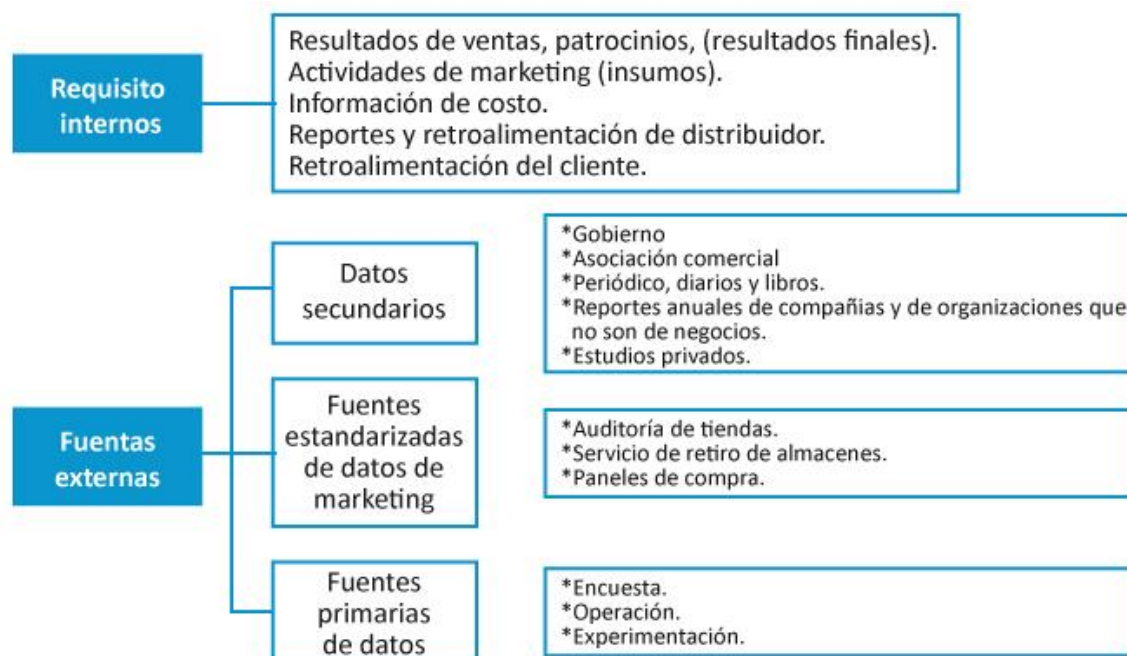 Requisito
internos
Resultados de ventas, patrocinios, (resultados finales).
Actividades de marketing (insumos).
Información de costo.
Reportes y retroalimentación de distribuidor.
Retroalimentación del cliente.
Fuentas
externas
Datos
secundarios
*Gobierno
*Asociación comercial
*Periódico, diarios y libros.
*Reportes anuales de compañias y de organizaciones que
no son de negocios.
*Estudios privados.
Fuentes
estandarizadas
de datos de
marketing
*Auditoría de tiendas.
*Servicio de retiro de almacenes.
*Paneles de compra.
Fuentes
primarias
de datos
*Encuesta.
*Operación.
*Experimentación.